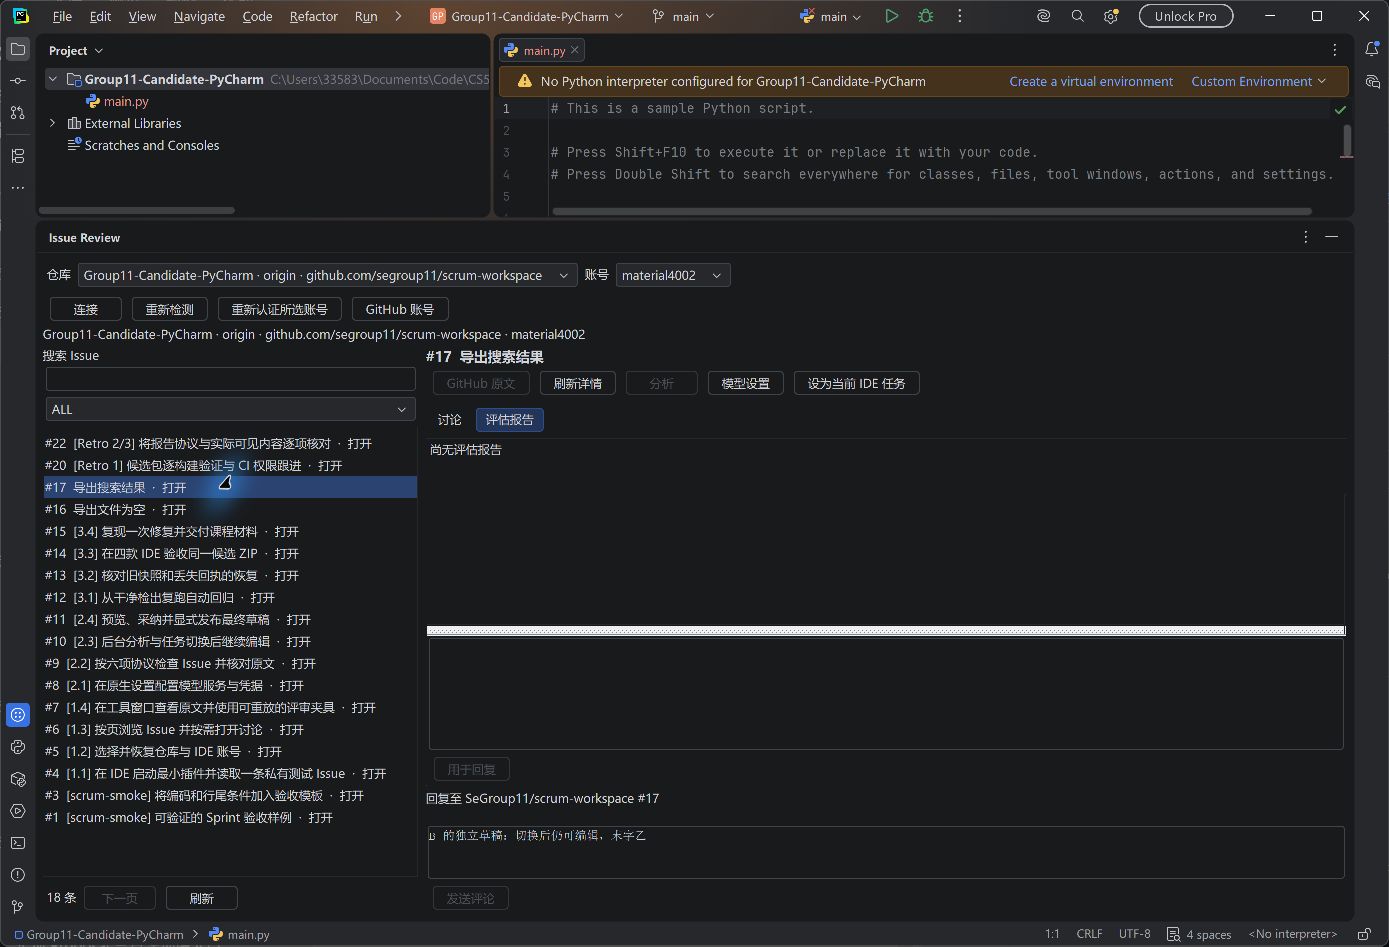 PC File Edit View Navigate Code Refactor Run GP Group11-Candidate-PyCharm main main Unlock Pro
Project
Group11-Candidate-PyCharm C:\Users\33583\Documents\Code\CS5
main.py
External Libraries
Scratches and Consoles
main.py
No Python interpreter configured for Group11-Candidate-PyCharm Create a virtual environment Custom Environment
1 # This is a sample Python script.
2
3 # Press Shift+F10 to execute it or replace it with your code.
4 # Press Double Shift to search everywhere for classes, files, tool windows, actions, and settings.
5
Issue Review
仓库 Group11-Candidate-PyCharm · origin · github.com/segroup11/scrum-workspace 账号 material4002
连接 重新检测 重新认证所选账号 GitHub 账号
Group11-Candidate-PyCharm · origin · github.com/segroup11/scrum-workspace · material4002
搜索 Issue
ALL
#22 [Retro 2/3] 将报告协议与实际可见内容逐项核对 · 打开
#20 [Retro 1] 候选包逐构建验证与 CI 权限跟进 · 打开
#17 导出搜索结果 · 打开
#16 导出文件为空 · 打开
#15 [3.4] 复现一次修复并交付课程材料 · 打开
#14 [3.3] 在四款 IDE 验收同一候选 ZIP · 打开
#13 [3.2] 核对旧快照和丢失回执的恢复 · 打开
#12 [3.1] 从干净检出复跑自动回归 · 打开
#11 [2.4] 预览、采纳并显式发布最终草稿 · 打开
#10 [2.3] 后台分析与任务切换后继续编辑 · 打开
#9 [2.2] 按六项协议检查 Issue 并核对原文 · 打开
#8 [2.1] 在原生设置配置模型服务与凭据 · 打开
#7 [1.4] 在工具窗口查看原文并使用可重放的评审夹具 · 打开
#6 [1.3] 按页浏览 Issue 并按需打开讨论 · 打开
#5 [1.2] 选择并恢复仓库与 IDE 账号 · 打开
#4 [1.1] 在 IDE 启动最小插件并读取一条私有测试 Issue · 打开
#3 [scrum-smoke] 将编码和行尾条件加入验收模板 · 打开
#1 [scrum-smoke] 可验证的 Sprint 验收样例 · 打开
18 条 下一页 刷新
#17 导出搜索结果
GitHub 原文 刷新详情 分析 模型设置 设为当前 IDE 任务
讨论 评估报告
尚无评估报告
用于回复
回复至 SeGroup11/scrum-workspace #17
B 的独立草稿：切换后仍可编辑，末字乙
发送评论
Group11-Candidate-PyCharm main.py 1:1 CRLF UTF-8 4 spaces <No interpreter>